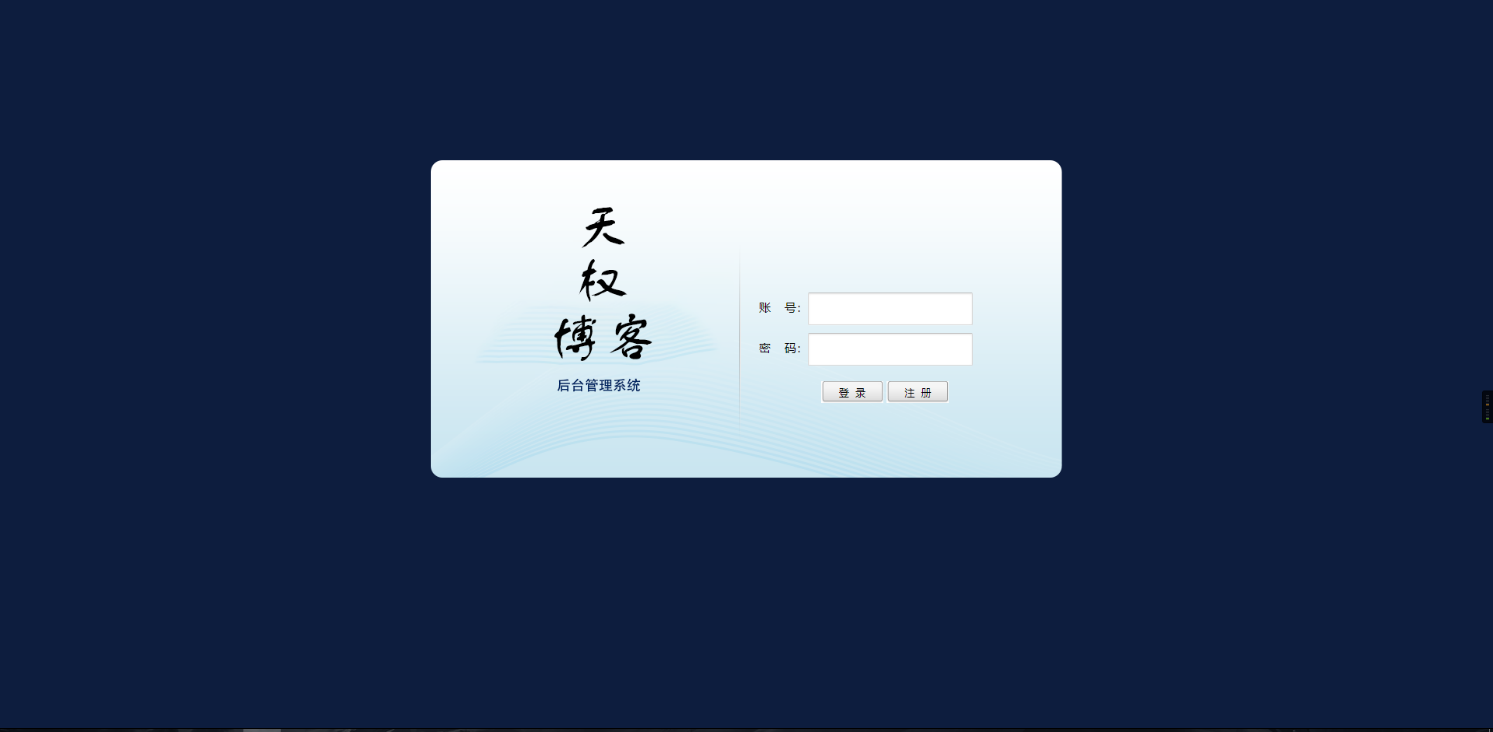 天
权
博客
后台管理系统
账 号:
密 码:
登 录 注 册